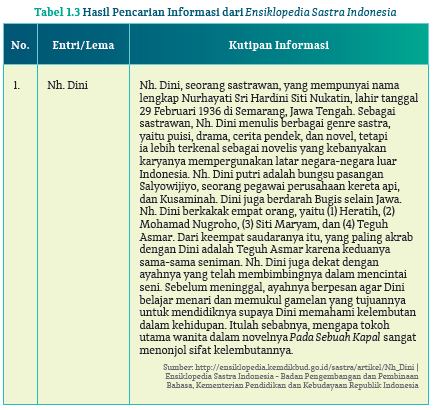 Tabel 1.3 Hasil Pencarian Informasi dari Ensiklopedia Sastra Indonesia
No. Entri/Lema Kutipan Informasi
1. Nh. Dini Nh. Dini, seorang sastrawan, yang mempunyai nama
lengkap Nurhayati Sri Hardini Siti Nukatin, lahir tanggal
29 Februari 1936 di Semarang, Jawa Tengah. Sebagai
sastrawan, Nh. Dini menulis berbagai genre sastra,
yaitu puisi, drama, cerita pendek, dan novel, tetapi
ia lebih terkenal sebagai novelis yang kebanyakan
karyanya mempergunakan latar negara-negara luar
Indonesia. Nh. Dini putri adalah bungsu pasangan
Salyowijiyo, seorang pegawai perusahaan kereta api,
dan Kusaminah. Dini juga berdarah Bugis selain Jawa.
Nh. Dini berkakak empat orang, yaitu (1) Heratih, (2)
Mohamad Nugroho, (3) Siti Maryam, dan (4) Teguh
Asmar. Dari keempat saudaranya itu, yang paling akrab
dengan Dini adalah Teguh Asmar karena keduanya
sama-sama seniman. Nh. Dini juga dekat dengan
ayahnya yang telah membimbingnya dalam mencintai
seni. Sebelum meninggal, ayahnya berpesan agar Dini
belajar menari dan memukul gamelan yang tujuannya
untuk mendidiknya supaya Dini memahami kelembutan
dalam kehidupan. Itulah sebabnya, mengapa tokoh
utama wanita dalam novelnya Pada Sebuah Kapal sangat
menonjol sifat kelembutannya.
Sumber: http://ensiklopedia.kemdikbud.go.id/sastra/artikel/Nh_Dini |
Ensiklopedia Sastra Indonesia - Badan Pengembangan dan Pembinaan
Bahasa, Kementerian Pendidikan dan Kebudayaan Republik Indonesia